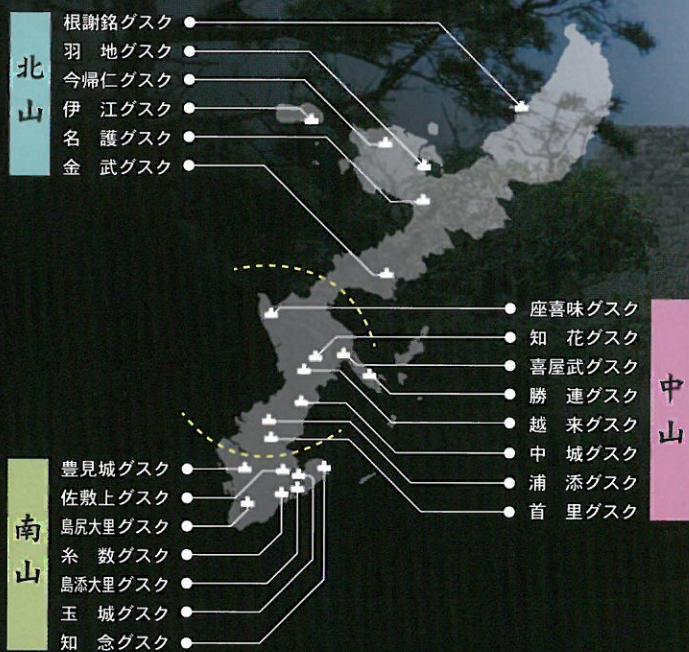 北山
根謝銘グスク
羽 地グスク
今帰仁グスク
伊 江グスク
名 護グスク
金 武グスク
中山
座喜味グスク
知 花グスク
喜屋武グスク
勝 連グスク
越 来グスク
中 城グスク
浦 添グスク
首 里グスク
南山
豊見城グスク
佐敷上グスク
島尻大里グスク
糸 数グスク
島添大里グスク
玉 城グスク
知 念グスク